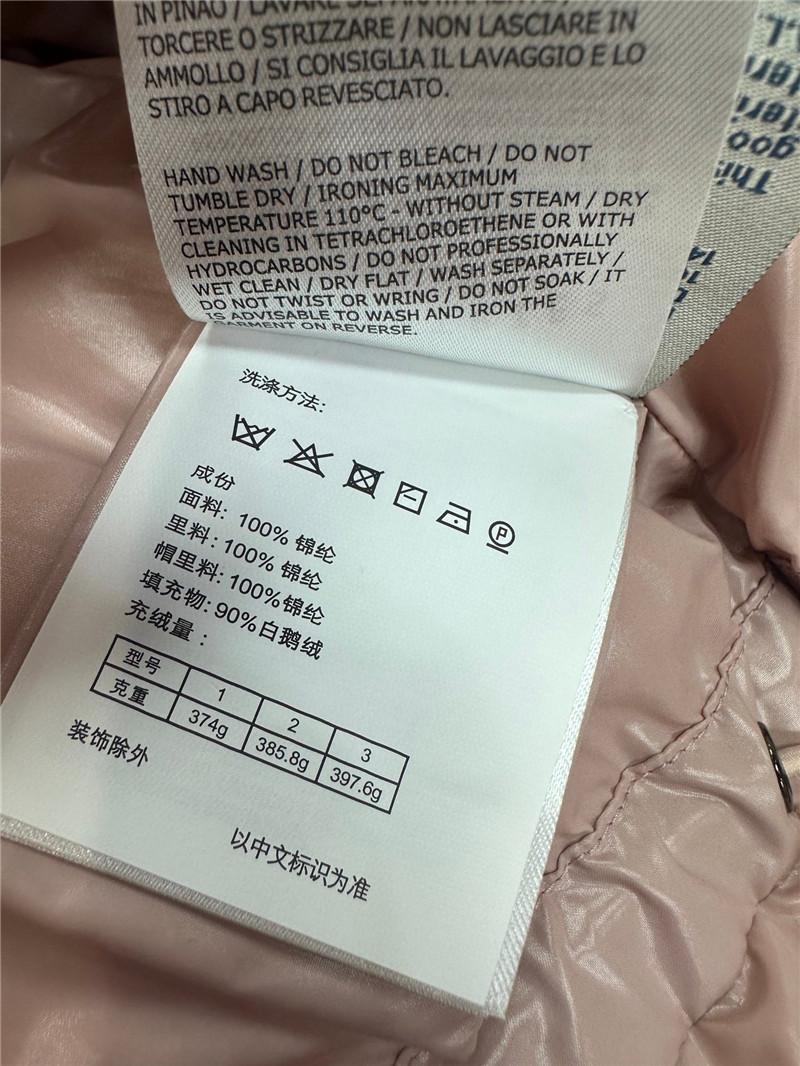 IN PIANO / LAVARE SEPARATAMENTE /
TORCERE O STRIZZARE / NON LASCIARE IN
AMMOLLO / SI CONSIGLIA IL LAVAGGIO E LO
STIRO A CAPO REVESCIATO.
HAND WASH / DO NOT BLEACH / DO NOT
TUMBLE DRY / IRONING MAXIMUM
TEMPERATURE 110°C - WITHOUT STEAM / DRY
CLEANING IN TETRACHLOROETHENE OR WITH
HYDROCARBONS / DO NOT PROFESSIONALLY
WET CLEAN / DRY FLAT / WASH SEPARATELY /
DO NOT TWIST OR WRING / DO NOT SOAK / IT
IS ADVISABLE TO WASH AND IRON THE
GARMENT ON REVERSE.
洗涤方法:
P
成份
面料: 100% 锦纶
里料: 100% 锦纶
帽里料: 100%锦纶
填充物: 90%白鹅绒
充绒量:
型号 1 2 3
克重 374g 385.8g 397.6g
装饰除外
以中文标识为准